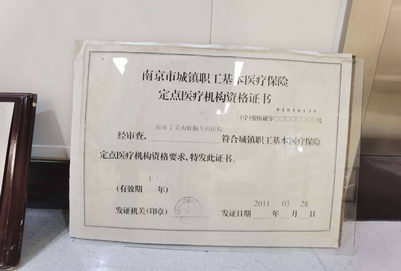 南京市城镇职工基本医疗保险
定点医疗机构资格证书
经审查,
符合城镇职工基本医疗保险
定点医疗机构资格要求,特发此证书。
(有效期 十 年)
发证机关(印章)
2011 03 28
发证日期 年 月 日